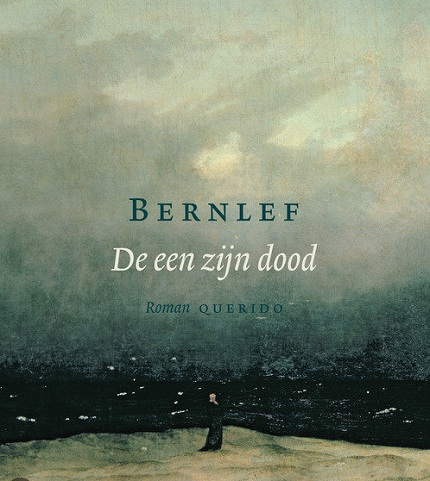 BERNLEF
De een zijn dood
Roman QUERIDO